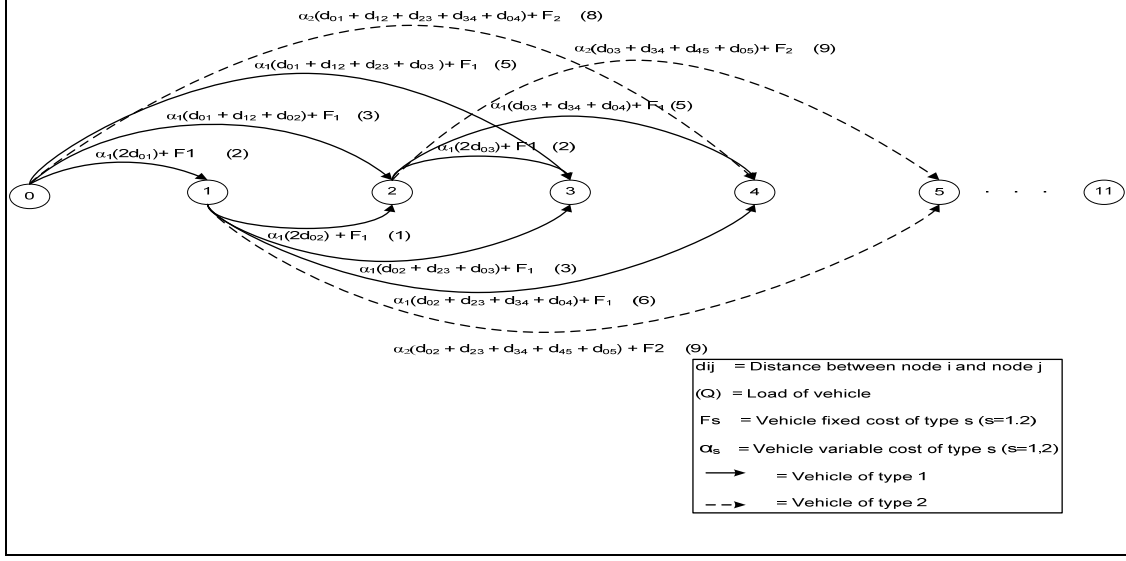 α₂(d₀₁ + d₁₂ + d₂₃ + d₃₄ + d₀₄)+ F₂ (8)
α₂(d₀₃ + d₃₄ + d₄₅ + d₀₅)+ F₂ (9)
α₁(d₀₁ + d₁₂ + d₂₃ + d₀₃ )+ F₁ (5)
α₁(d₀₃ + d₃₄ + d₀₄)+ F₁ (5)
α₁(d₀₁ + d₁₂ + d₀₂)+ F₁ (3)
α₁(2d₀₁)+ F1 (2)
α₁(2d₀₃)+ F1 (2)
0 1 2 3 4 5 . . . 11
α₁(2d₀₂) + F₁ (1)
α₁(d₀₂ + d₂₃ + d₀₃)+ F₁ (3)
α₁(d₀₂ + d₂₃ + d₃₄ + d₀₄)+ F₁ (6)
α₂(d₀₂ + d₂₃ + d₃₄ + d₄₅ + d₀₅) + F2 (9)
dij = Distance between node i and node j
(Q) = Load of vehicle
Fs = Vehicle fixed cost of type s (s=1.2)
αₛ = Vehicle variable cost of type s (s=1,2)
= Vehicle of type 1
= Vehicle of type 2